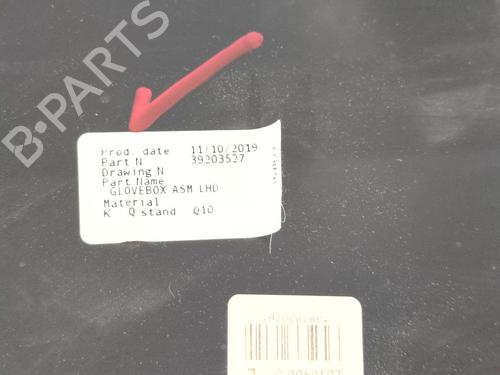 B-PARTS
Prod. date 11/10/2019
Part N 39203527
Drawing N
Part Name
GLOVEBOX ASM LHD
Material
K Q stand Q10